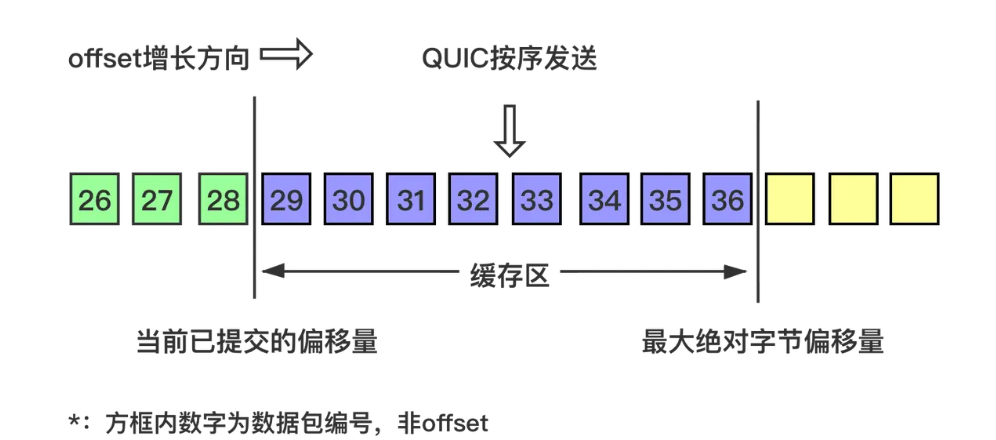 offset增长方向
QUIC按序发送
26 27 28 29 30 31 32 33 34 35 36
缓存区
当前已提交的偏移量
最大绝对字节偏移量
*：方框内数字为数据包编号，非offset